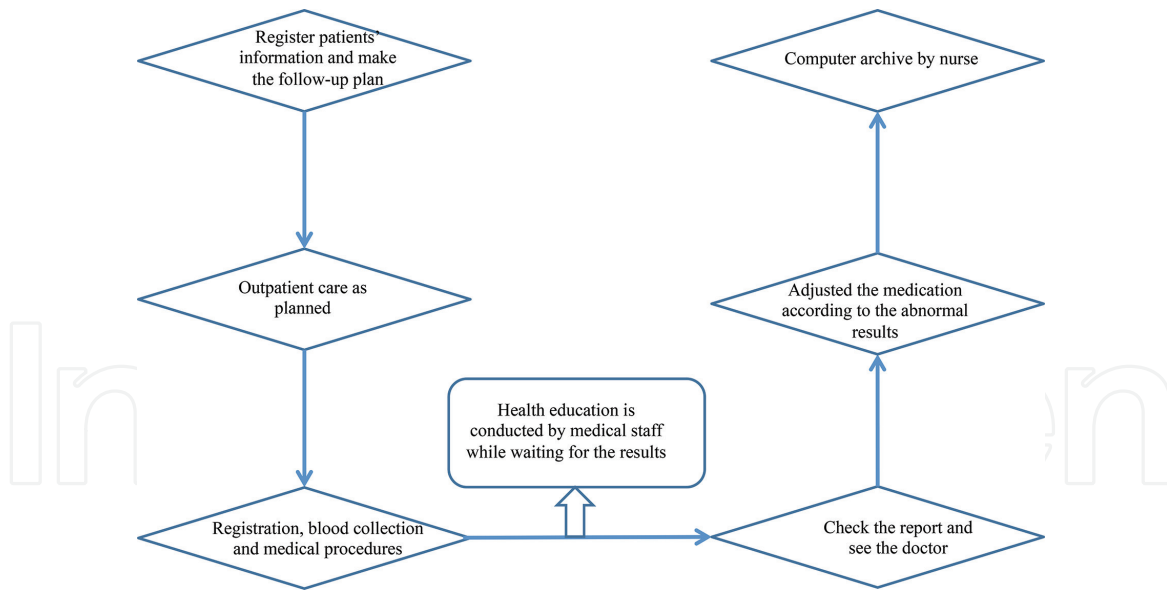 Register patients'
information and make
the follow-up plan
Outpatient care as
planned
Registration, blood collection
and medical procedures
Health education is
conducted by medical staff
while waiting for the results
Check the report and
see the doctor
Adjusted the medication
according to the abnormal
results
Computer archive by nurse
In
en